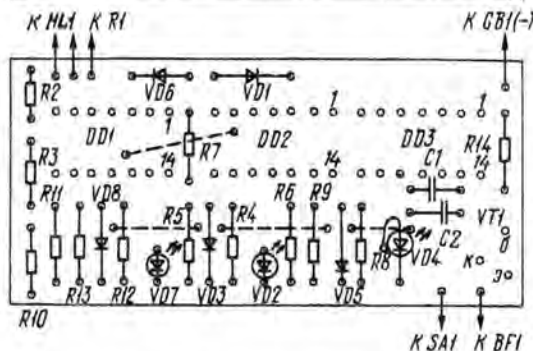 К HL1 К R1 К GB1(-)
R2 VD6 VD1
1 1 1
DD1 DD2 DD3
R3 R7 R14
14 14 14
C1
R11 VD8 R5 R4 R6 R9 VT1
C2 б
R8 VD4 К
Э
R13 R12 VD7 VD3 VD2 VD5
R10
К SA1 К BF1